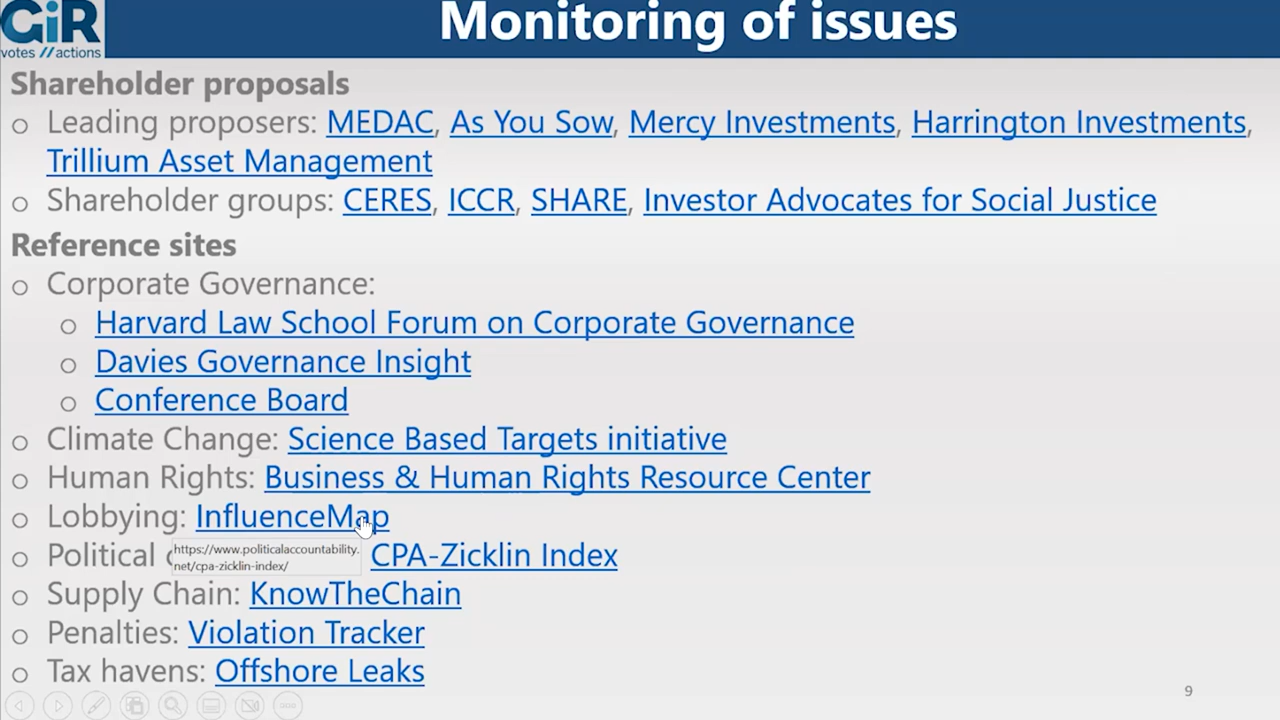 GiR
votes // actions
Monitoring of issues
Shareholder proposals
o Leading proposers: MEDAC, As You Sow, Mercy Investments, Harrington Investments,
Trillium Asset Management
o Shareholder groups: CERES, ICCR, SHARE, Investor Advocates for Social Justice
Reference sites
o Corporate Governance:
o Harvard Law School Forum on Corporate Governance
o Davies Governance Insight
o Conference Board
o Climate Change: Science Based Targets initiative
o Human Rights: Business & Human Rights Resource Center
o Lobbying: InfluenceMap
https://www.politicalaccountability.
net/cpa-zicklin-index/
o Political CPA-Zicklin Index
o Supply Chain: KnowTheChain
o Penalties: Violation Tracker
o Tax havens: Offshore Leaks
9